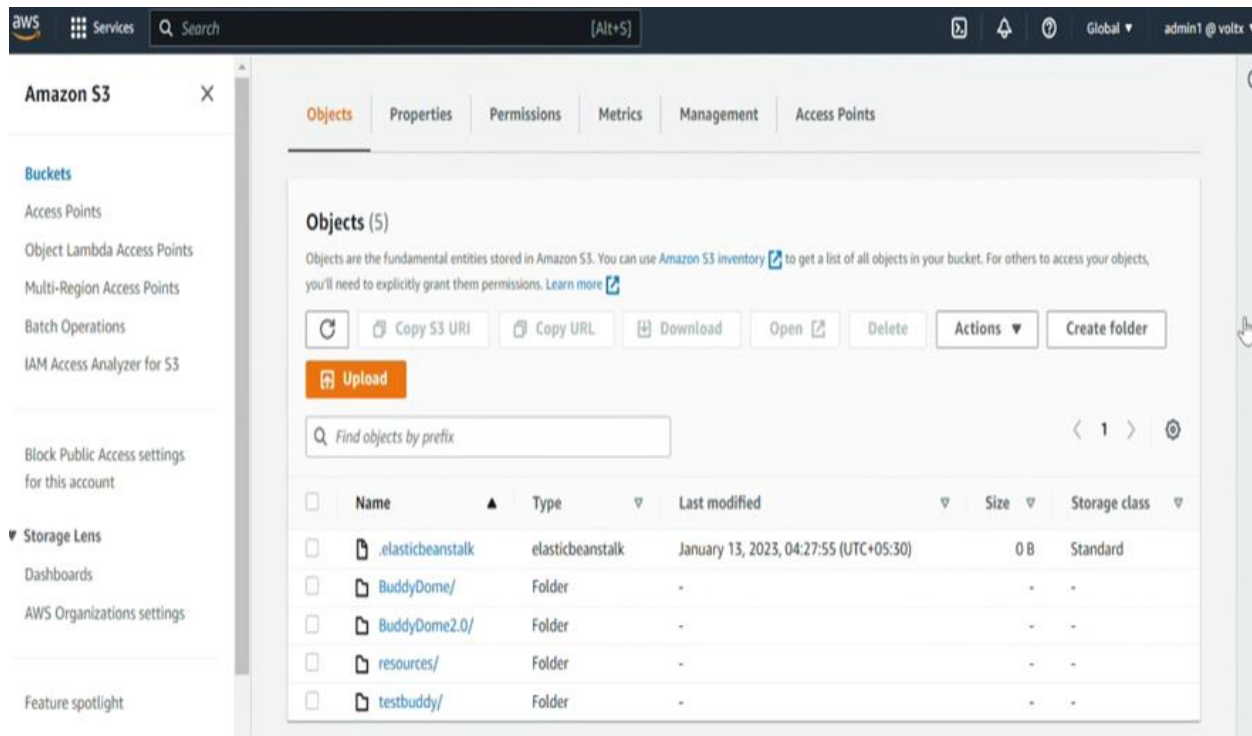 aws Services Search [Alt+S] Global ▼ admin1 @ voltx
Amazon S3
Buckets
Access Points
Object Lambda Access Points
Multi-Region Access Points
Batch Operations
IAM Access Analyzer for S3
Block Public Access settings
for this account
▼ Storage Lens
Dashboards
AWS Organizations settings
Feature spotlight
Objects Properties Permissions Metrics Management Access Points
Objects (5)
Objects are the fundamental entities stored in Amazon S3. You can use Amazon S3 inventory to get a list of all objects in your bucket. For others to access your objects,
you'll need to explicitly grant them permissions. Learn more
Copy S3 URI Copy URL Download Open Delete Actions ▼ Create folder
Upload
Find objects by prefix
1
Name ▲ Type Last modified Size Storage class
.elasticbeanstalk elasticbeanstalk January 13, 2023, 04:27:55 (UTC+05:30) 0 B Standard
BuddyDome/ Folder - - -
BuddyDome2.0/ Folder - - -
resources/ Folder - - -
testbuddy/ Folder - - -